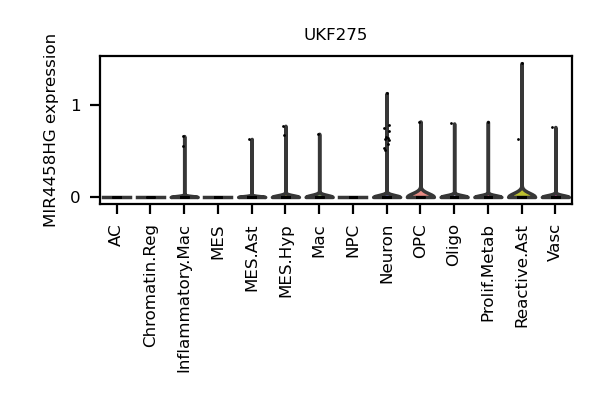 UKF275
MIR4458HG expression
1
0
AC
Chromatin.Reg
Inflammatory.Mac
MES
MES.Ast
MES.Hyp
Mac
NPC
Neuron
OPC
Oligo
Prolif.Metab
Reactive.Ast
Vasc